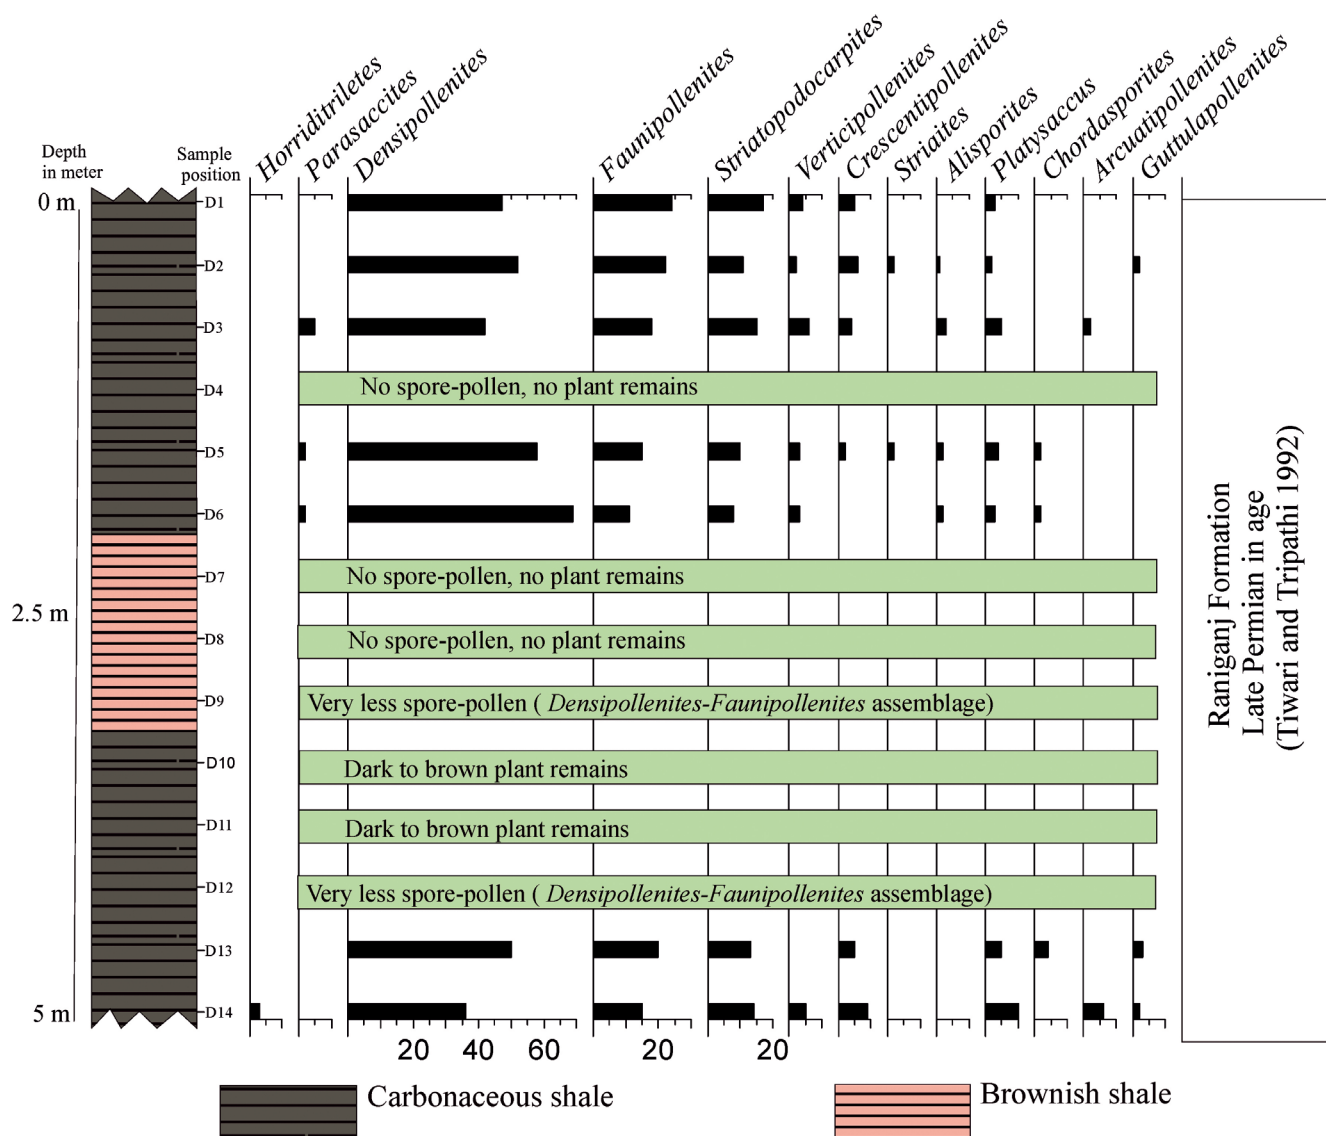 Depth
in meter
Sample
position
Horriditriletes
Parasaccites
Densipollenites
Faunipollenites
Striatopodocarpites
Verticipollenites
Crescentipollenites
Striaites
Alisporites
Platysaccus
Chordasporites
Arcuatipollenites
Guttulapollenites
0 m
D1
D2
D3
D4
No spore-pollen, no plant remains
D5
D6
D7
No spore-pollen, no plant remains
2.5 m
D8
No spore-pollen, no plant remains
D9
Very less spore-pollen ( Densipollenites-Faunipollenites assemblage)
D10
Dark to brown plant remains
D11
Dark to brown plant remains
D12
Very less spore-pollen ( Densipollenites-Faunipollenites assemblage)
D13
5 m
D14
20 40 60 20 20
Raniganj Formation
Late Permian in age
(Tiwari and Tripathi 1992)
Carbonaceous shale
Brownish shale